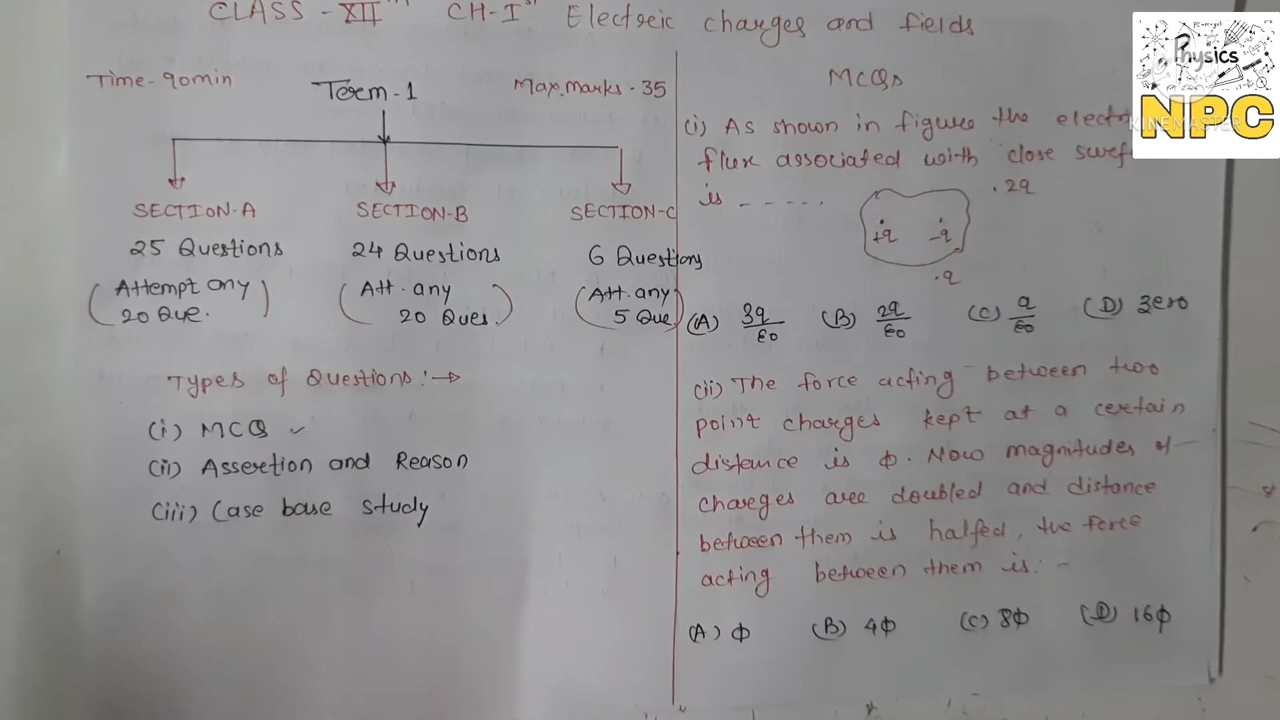 CLASS - XII CH-I Electric charges and fields
Time - 90min
Term - 1
Max. marks - 35
SECTION-A
25 Questions
(Attempt any
20 Que.)
SECTION-B
24 Questions
(Att. any
20 Ques.)
SECTION-C
6 Questions
(Att. any
5 Que)
Types of Questions :→
(i) MCQ ✓
(ii) Assertion and Reason
(iii) Case base study
MCQs
(i) As shown in figure the electr
flux associated with close surf
is - - - - - -
. 2q
+q -q
.q
(A) 3q/ε0 (B) 2q/ε0 (C) q/ε0 (D) Zero
(ii) The force acting between two
point charges kept at a certain
distance is ϕ. Now magnitudes of
charges are doubled and distance
between them is halfed, the force
acting between them is: -
(A) ϕ (B) 4ϕ (C) 8ϕ (D) 16ϕ
Physics
NPC
KINEMASTER